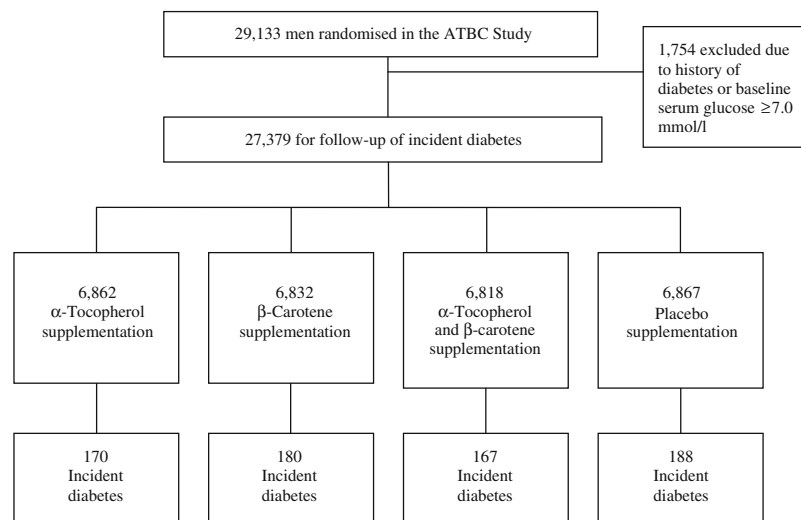 29,133 men randomised in the ATBC Study
1,754 excluded due
to history of
diabetes or baseline
serum glucose ≥7.0
mmol/l
27,379 for follow-up of incident diabetes
6,862
α-Tocopherol
supplementation
6,832
β-Carotene
supplementation
6,818
α-Tocopherol
and β-carotene
supplementation
6,867
Placebo
supplementation
170
Incident
diabetes
180
Incident
diabetes
167
Incident
diabetes
188
Incident
diabetes